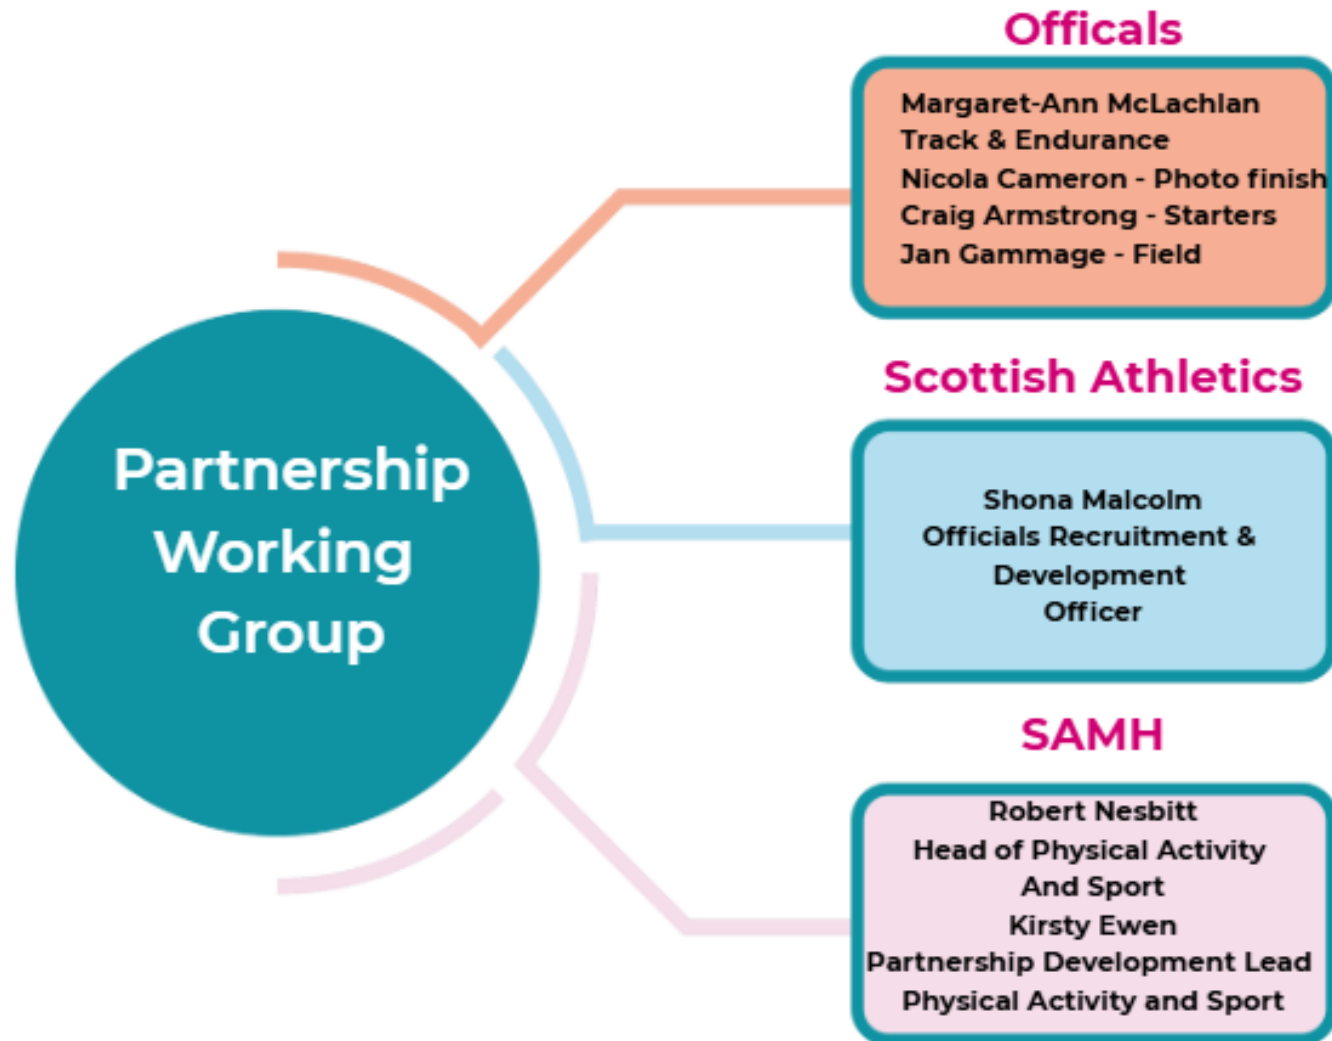 Officals
Margaret-Ann McLachlan
Track & Endurance
Nicola Cameron - Photo finish
Craig Armstrong - Starters
Jan Gammage - Field
Partnership
Working
Group
Scottish Athletics
Shona Malcolm
Officials Recruitment &
Development
Officer
SAMH
Robert Nesbitt
Head of Physical Activity
And Sport
Kirsty Ewen
Partnership Development Lead
Physical Activity and Sport